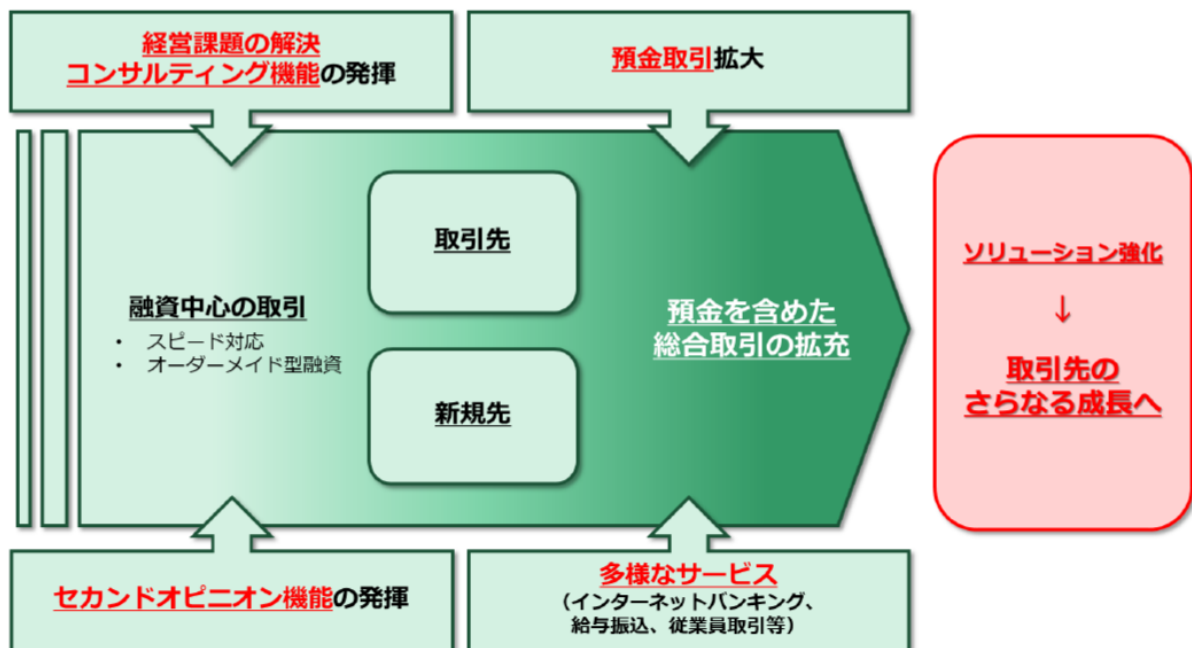 経営課題の解決
コンサルティング機能の発揮
預金取引拡大
融資中心の取引
・ スピード対応
・ オーダーメイド型融資
取引先
新規先
預金を含めた
総合取引の拡充
ソリューション強化
↓
取引先の
さらなる成長へ
セカンドオピニオン機能の発揮
多様なサービス
（インターネットバンキング、
給与振込、従業員取引等）